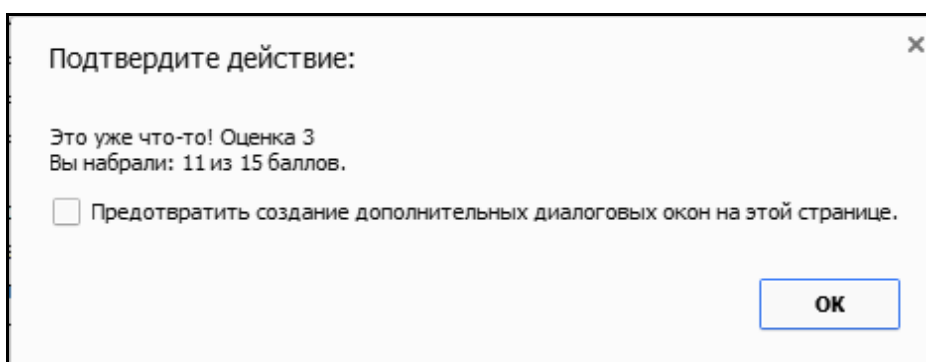 Подтвердите действие:
Это уже что-то! Оценка 3
Вы набрали: 11 из 15 баллов.
Предотвратить создание дополнительных диалоговых окон на этой странице.
ОК